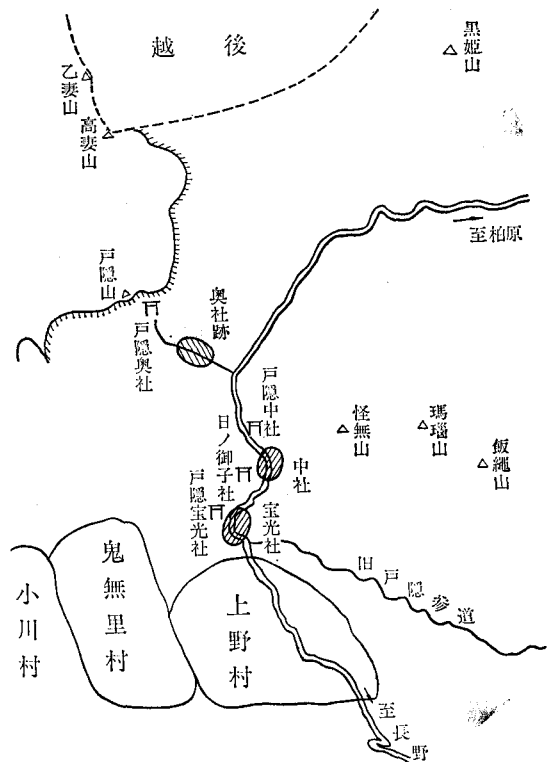 越後
黒姫山
乙妻山
高妻山
至柏原
戸隠山
戸隠奥社
奥社跡
戸隠中社
日ノ御子社
中社
戸隠宝光社
宝光社
怪無山
瑪瑙山
飯縄山
旧戸隠参道
小川村
鬼無里村
上野村
至長野